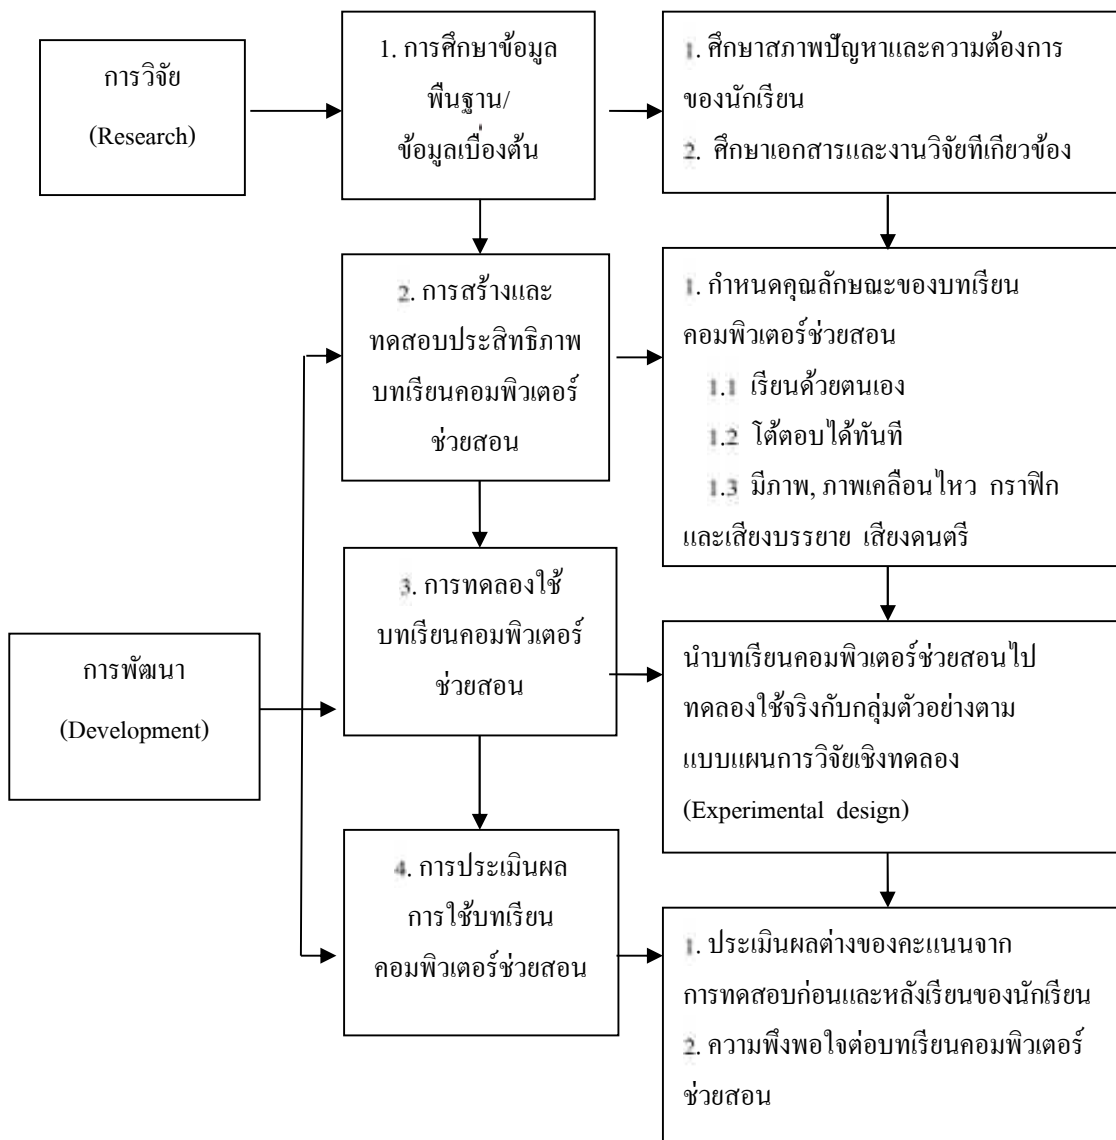 การวิจัย
(Research)
1. การศึกษาข้อมูล
พื้นฐาน/
ข้อมูลเบื้องต้น
1. ศึกษาสภาพปัญหาและความต้องการ
ของนักเรียน
2. ศึกษาเอกสารและงานวิจัยที่เกี่ยวข้อง
2. การสร้างและ
ทดสอบประสิทธิภาพ
บทเรียนคอมพิวเตอร์
ช่วยสอน
1. กำหนดคุณลักษณะของบทเรียน
คอมพิวเตอร์ช่วยสอน
1.1 เรียนด้วยตนเอง
1.2 โต้ตอบได้ทันที
1.3 มีภาพ, ภาพเคลื่อนไหว กราฟิก
และเสียงบรรยาย เสียงดนตรี
การพัฒนา
(Development)
3. การทดลองใช้
บทเรียนคอมพิวเตอร์
ช่วยสอน
นำบทเรียนคอมพิวเตอร์ช่วยสอนไป
ทดลองใช้จริงกับกลุ่มตัวอย่างตาม
แบบแผนการวิจัยเชิงทดลอง
(Experimental design)
4. การประเมินผล
การใช้บทเรียน
คอมพิวเตอร์ช่วยสอน
1. ประเมินผลต่างของคะแนนจาก
การทดสอบก่อนและหลังเรียนของนักเรียน
2. ความพึงพอใจต่อบทเรียนคอมพิวเตอร์
ช่วยสอน